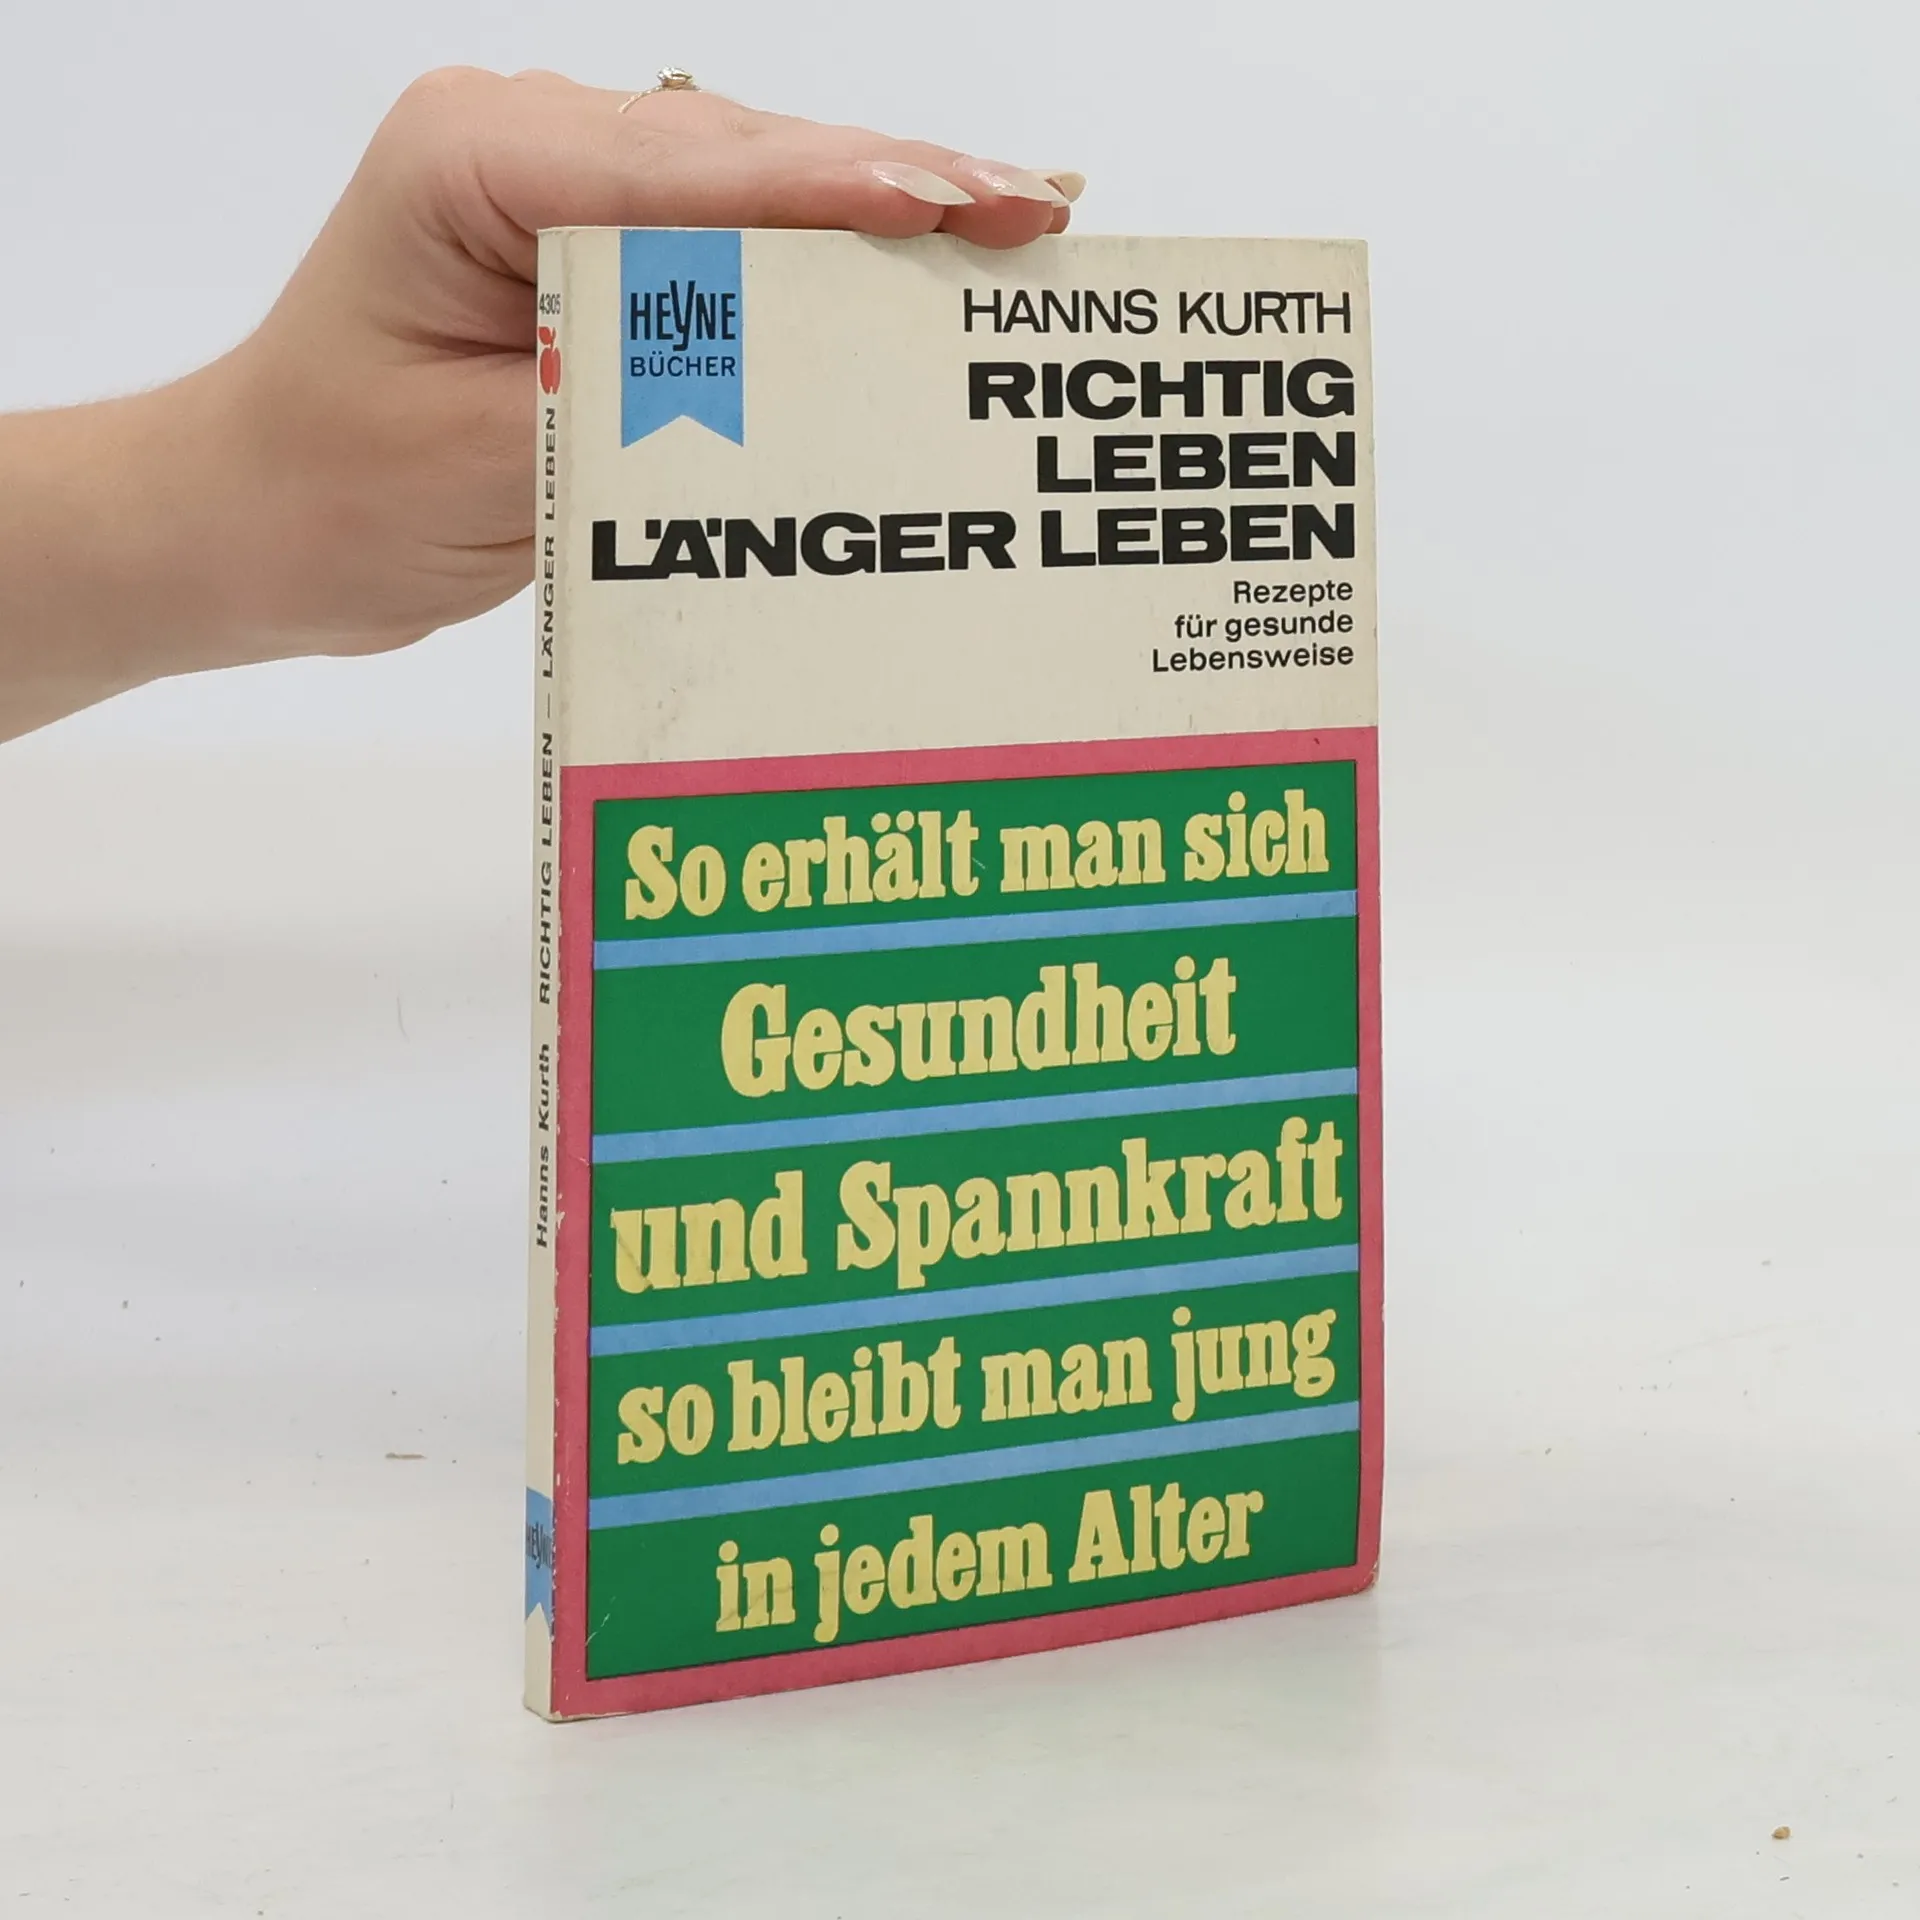 HEYNE
BÜCHER
HANNS KURTH
RICHTIG
LEBEN
LÄNGER LEBEN
Rezepte
für gesunde
Lebensweise
So erhält man sich
Gesundheit
und Spannkraft
so bleibt man jung
in jedem Alter
4305
Hanns Kurth RICHTIG LEBEN — LÄNGER LEBEN
HEYNE